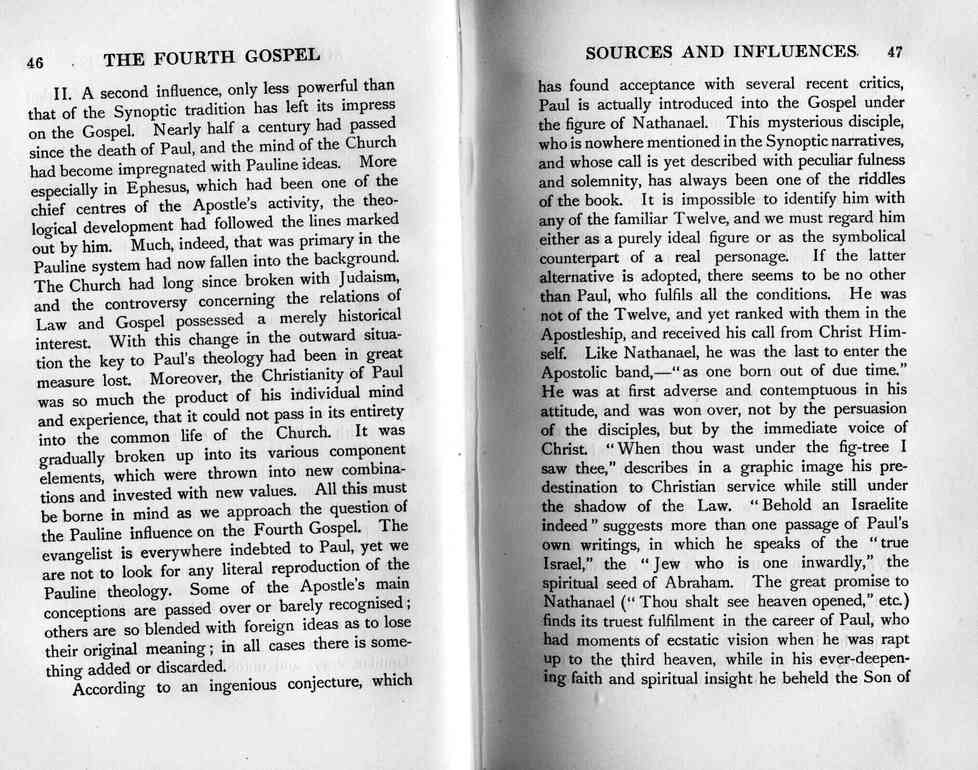 46 THE FOURTH GOSPEL
II. A second influence, only less powerful than
that of the Synoptic tradition has left its impress
on the Gospel. Nearly half a century had passed
since the death of Paul, and the mind of the Church
had become impregnated with Pauline ideas. More
especially in Ephesus, which had been one of the
chief centres of the Apostle's activity, the theo-
logical development had followed the lines marked
out by him. Much, indeed, that was primary in the
Pauline system had now fallen into the background.
The Church had long since broken with Judaism,
and the controversy concerning the relations of
Law and Gospel possessed a merely historical
interest. With this change in the outward situa-
tion the key to Paul's theology had been in great
measure lost. Moreover, the Christianity of Paul
was so much the product of his individual mind
and experience, that it could not pass in its entirety
into the common life of the Church. It was
gradually broken up into its various component
elements, which were thrown into new combina-
tions and invested with new values. All this must
be borne in mind as we approach the question of
the Pauline influence on the Fourth Gospel. The
evangelist is everywhere indebted to Paul, yet we
are not to look for any literal reproduction of the
Pauline theology. Some of the Apostle's main
conceptions are passed over or barely recognised;
others are so blended with foreign ideas as to lose
their original meaning; in all cases there is some-
thing added or discarded.
According to an ingenious conjecture, which
SOURCES AND INFLUENCES. 47
has found acceptance with several recent critics,
Paul is actually introduced into the Gospel under
the figure of Nathanael. This mysterious disciple,
who is nowhere mentioned in the Synoptic narratives,
and whose call is yet described with peculiar fulness
and solemnity, has always been one of the riddles
of the book. It is impossible to identify him with
any of the familiar Twelve, and we must regard him
either as a purely ideal figure or as the symbolical
counterpart of a real personage. If the latter
alternative is adopted, there seems to be no other
than Paul, who fulfils all the conditions. He was
not of the Twelve, and yet ranked with them in the
Apostleship, and received his call from Christ Him-
self. Like Nathanael, he was the last to enter the
Apostolic band,—"as one born out of due time."
He was at first adverse and contemptuous in his
attitude, and was won over, not by the persuasion
of the disciples, but by the immediate voice of
Christ. "When thou wast under the fig-tree I
saw thee," describes in a graphic image his pre-
destination to Christian service while still under
the shadow of the Law. "Behold an Israelite
indeed" suggests more than one passage of Paul's
own writings, in which he speaks of the "true
Israel," the "Jew who is one inwardly," the
spiritual seed of Abraham. The great promise to
Nathanael ("Thou shalt see heaven opened," etc.)
finds its truest fulfilment in the career of Paul, who
had moments of ecstatic vision when he was rapt
up to the third heaven, while in his ever-deepen-
ing faith and spiritual insight he beheld the Son of